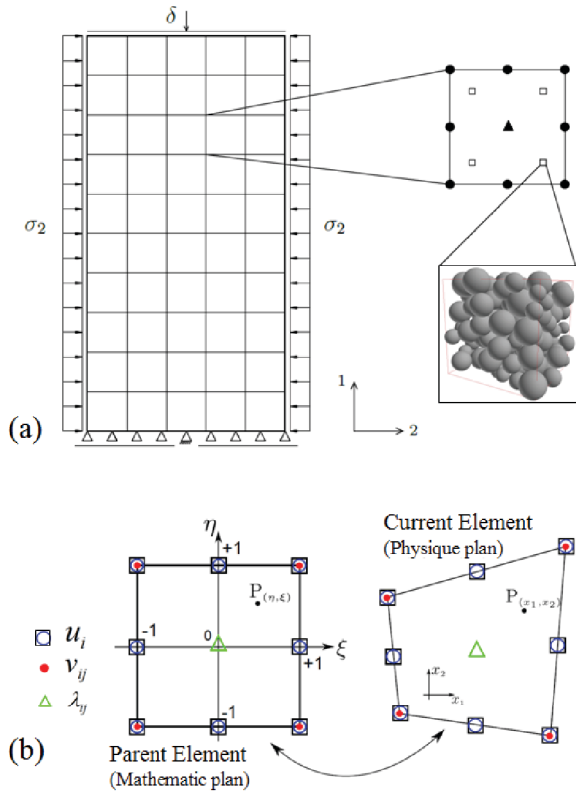 δ
σ2
σ2
1
2
(a)
η
+1
P(η,ξ)
-1
0
+1
ξ
-1
Parent Element
(Mathematic plan)
ui
vij
λij
(b)
Current Element
(Physique plan)
P(x1,x2)
x2
x1